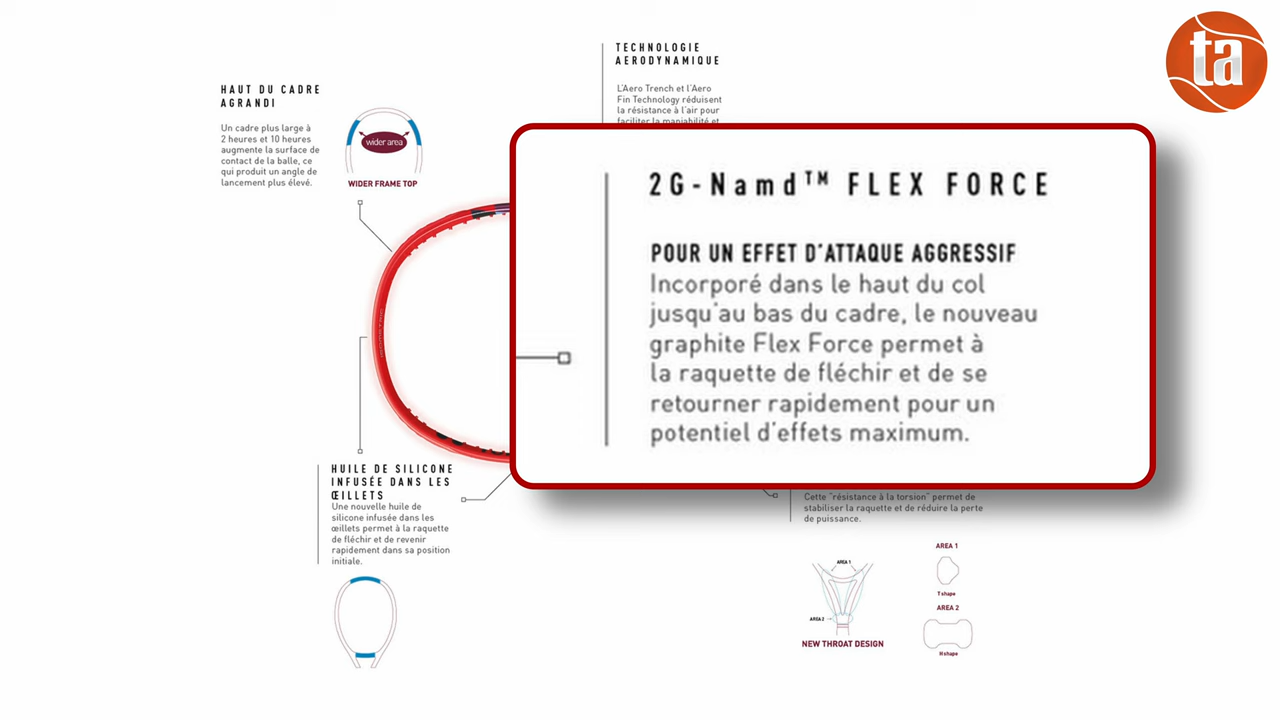 ta
TECHNOLOGIE
AERODYNAMIQUE
L'Aero Trench et l'Aero
Fin Technology réduisent
la résistance à l'air pour
faciliter la maniabilité et
HAUT DU CADRE
AGRANDI
Un cadre plus large à
2 heures et 10 heures
augmente la surface de
contact de la balle, ce
qui produit un angle de
lancement plus élevé.
wider area
WIDER FRAME TOP
2G-Namd™ FLEX FORCE
POUR UN EFFET D'ATTAQUE AGGRESSIF
Incorporé dans le haut du col
jusqu'au bas du cadre, le nouveau
graphite Flex Force permet à
la raquette de fléchir et de se
retourner rapidement pour un
potentiel d'effets maximum.
HUILE DE SILICONE
INFUSÉE DANS LES
ŒILLETS
Une nouvelle huile de
silicone infusée dans les
œillets permet à la raquette
de fléchir et de revenir
rapidement dans sa position
initiale.
Cette "résistance à la torsion" permet de
stabiliser la raquette et de réduire la perte
de puissance.
AREA 1
AREA 2
NEW THROAT DESIGN
AREA 1
T shape
AREA 2
H shape